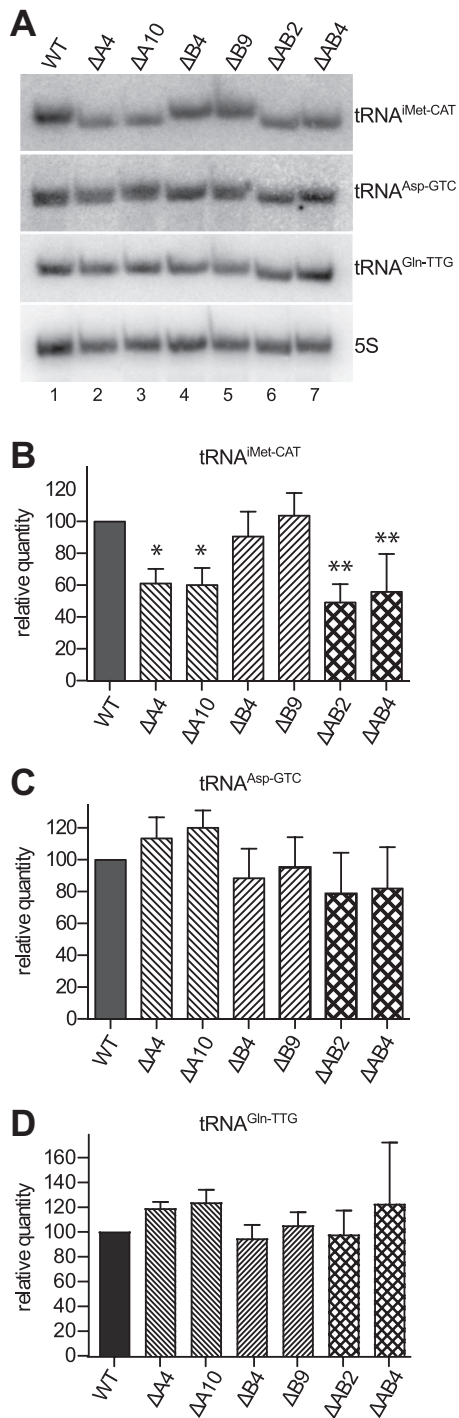 A
WT ΔA4 ΔA10 ΔB4 ΔB9 ΔAB2 ΔAB4
tRNAiMet-CAT
tRNAAsp-GTC
tRNAGln-TTG
5S
1 2 3 4 5 6 7
B
tRNAiMet-CAT
relative quantity
120
100
80
60
40
20
0
* * ** **
WT ΔA4 ΔA10 ΔB4 ΔB9 ΔAB2 ΔAB4
C
tRNAAsp-GTC
relative quantity
120
100
80
60
40
20
0
WT ΔA4 ΔA10 ΔB4 ΔB9 ΔAB2 ΔAB4
D
tRNAGln-TTG
relative quantity
160
140
120
100
80
60
40
20
0
WT ΔA4 ΔA10 ΔB4 ΔB9 ΔAB2 ΔAB4